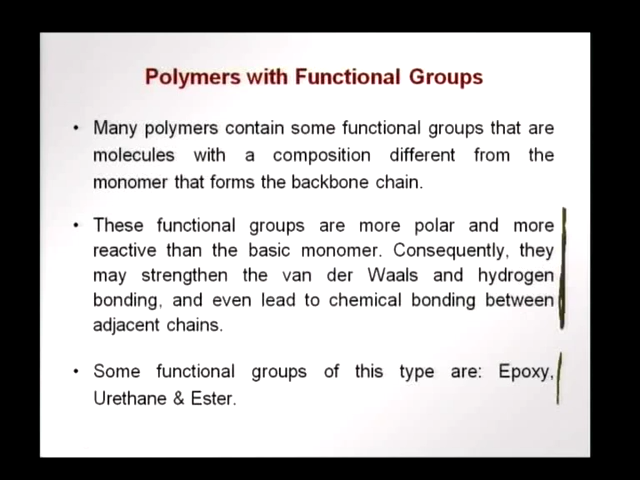 Polymers with Functional Groups
• Many polymers contain some functional groups that are
molecules with a composition different from the
monomer that forms the backbone chain.
• These functional groups are more polar and more
reactive than the basic monomer. Consequently, they
may strengthen the van der Waals and hydrogen
bonding, and even lead to chemical bonding between
adjacent chains.
• Some functional groups of this type are: Epoxy,
Urethane & Ester.